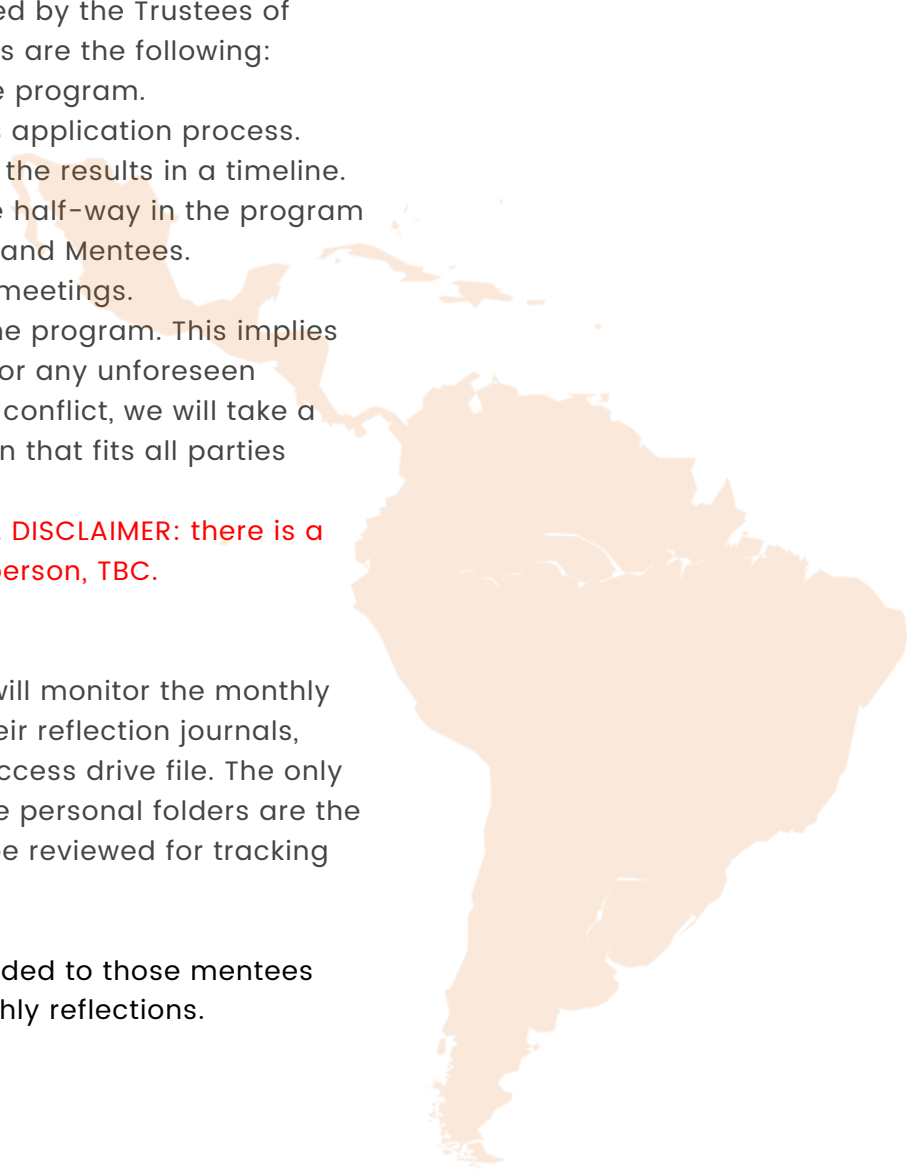 ed by the Trustees of
s are the following:
e program.
s application process.
the results in a timeline.
e half-way in the program
and Mentees.
meetings.
he program. This implies
or any unforeseen
conflict, we will take a
n that fits all parties
. DISCLAIMER: there is a
person, TBC.
will monitor the monthly
eir reflection journals,
ccess drive file. The only
e personal folders are the
be reviewed for tracking
ded to those mentees
hly reflections.